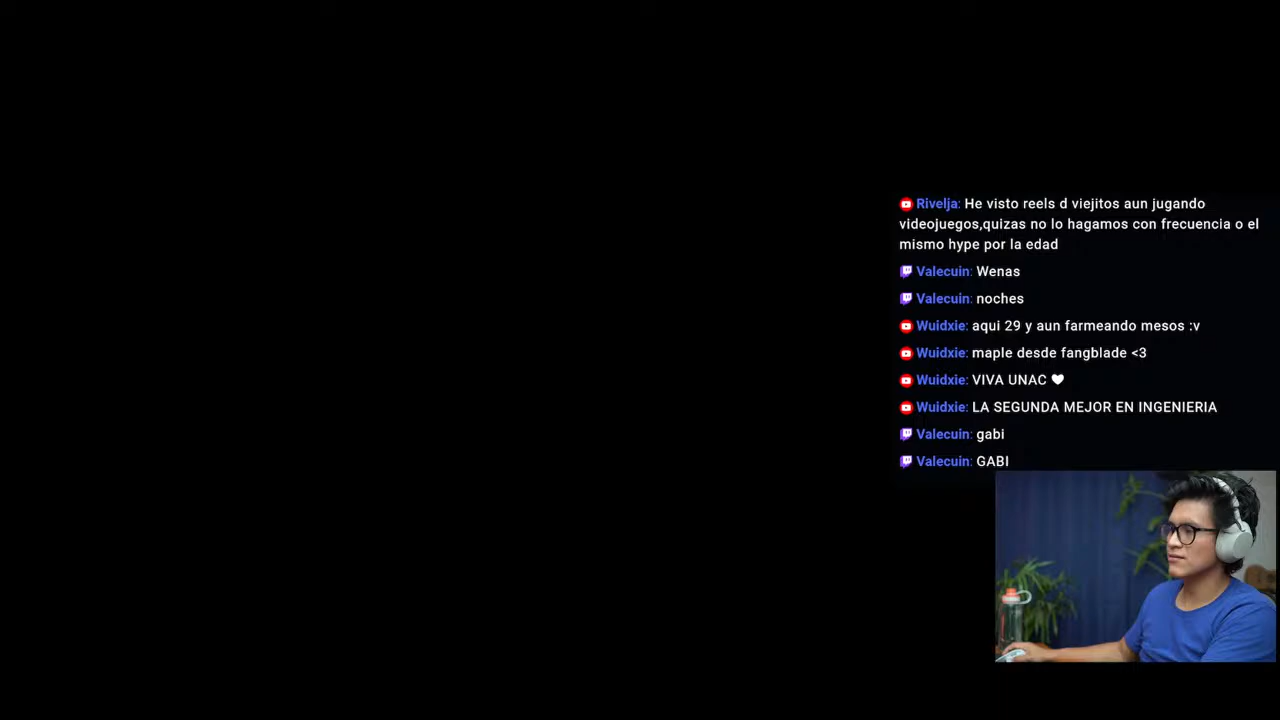 Rivelja: He visto reels d viejitos aun jugando
videojuegos,quizas no lo hagamos con frecuencia o el
mismo hype por la edad
Valecuin: Wenas
Valecuin: noches
Wuidxie: aqui 29 y aun farmeando mesos :v
Wuidxie: maple desde fangblade <3
Wuidxie: VIVA UNAC 🤍
Wuidxie: LA SEGUNDA MEJOR EN INGENIERIA
Valecuin: gabi
Valecuin: GABI